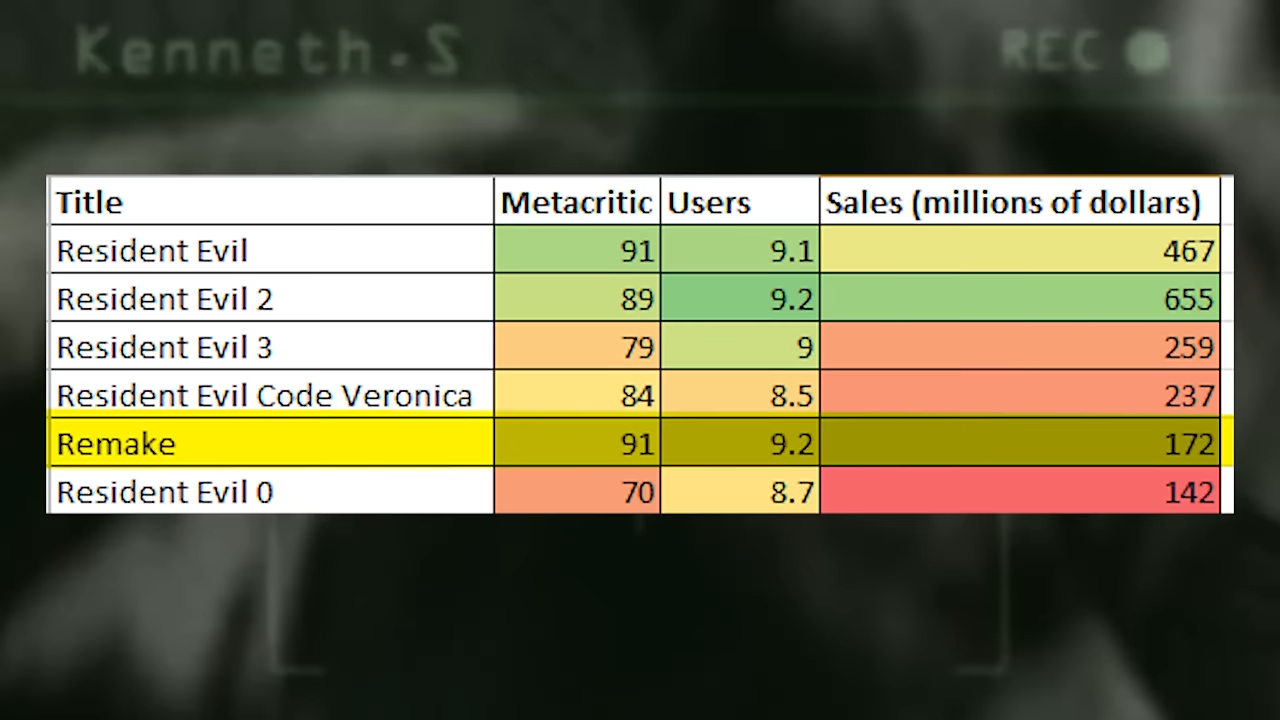 Kenneth-S REC
Title Metacritic Users Sales (millions of dollars)
Resident Evil 91 9.1 467
Resident Evil 2 89 9.2 655
Resident Evil 3 79 9 259
Resident Evil Code Veronica 84 8.5 237
Remake 91 9.2 172
Resident Evil 0 70 8.7 142